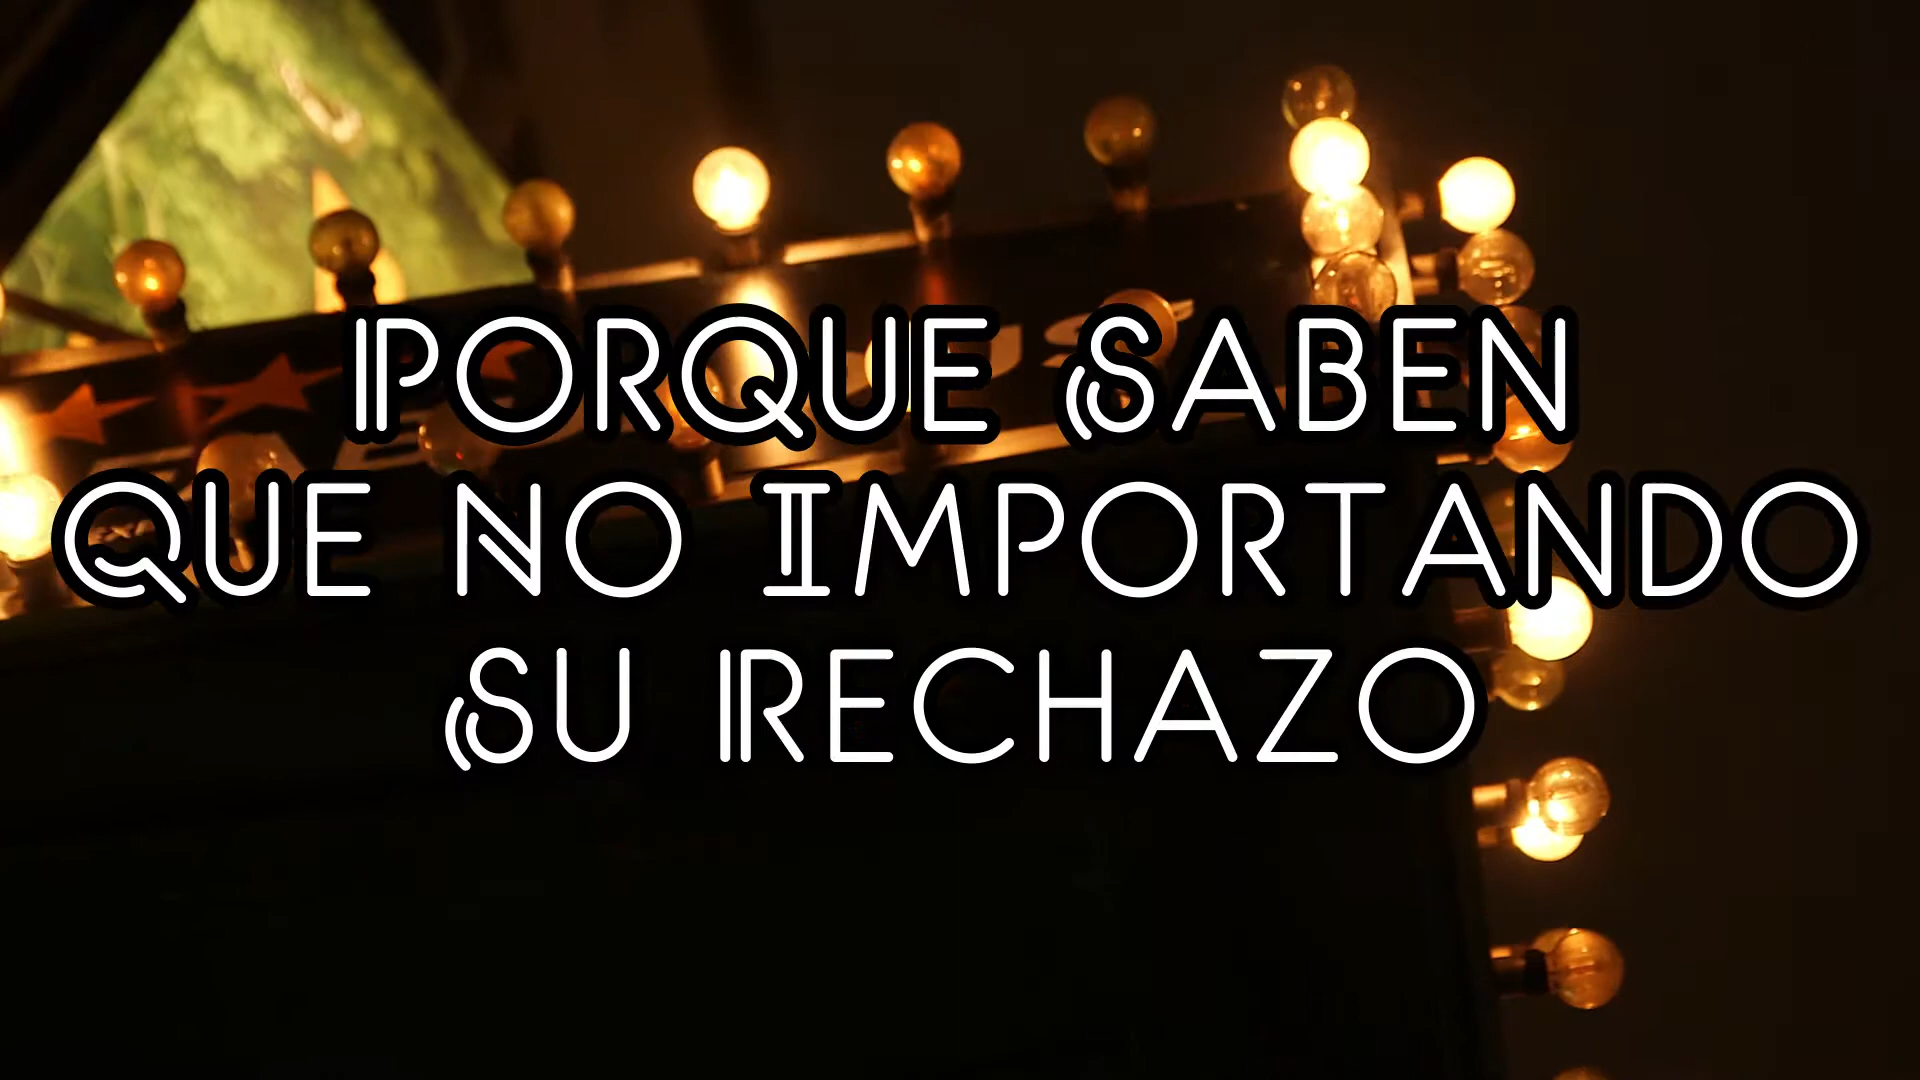 Porque Saben
Que no Importando
Su Rechazo